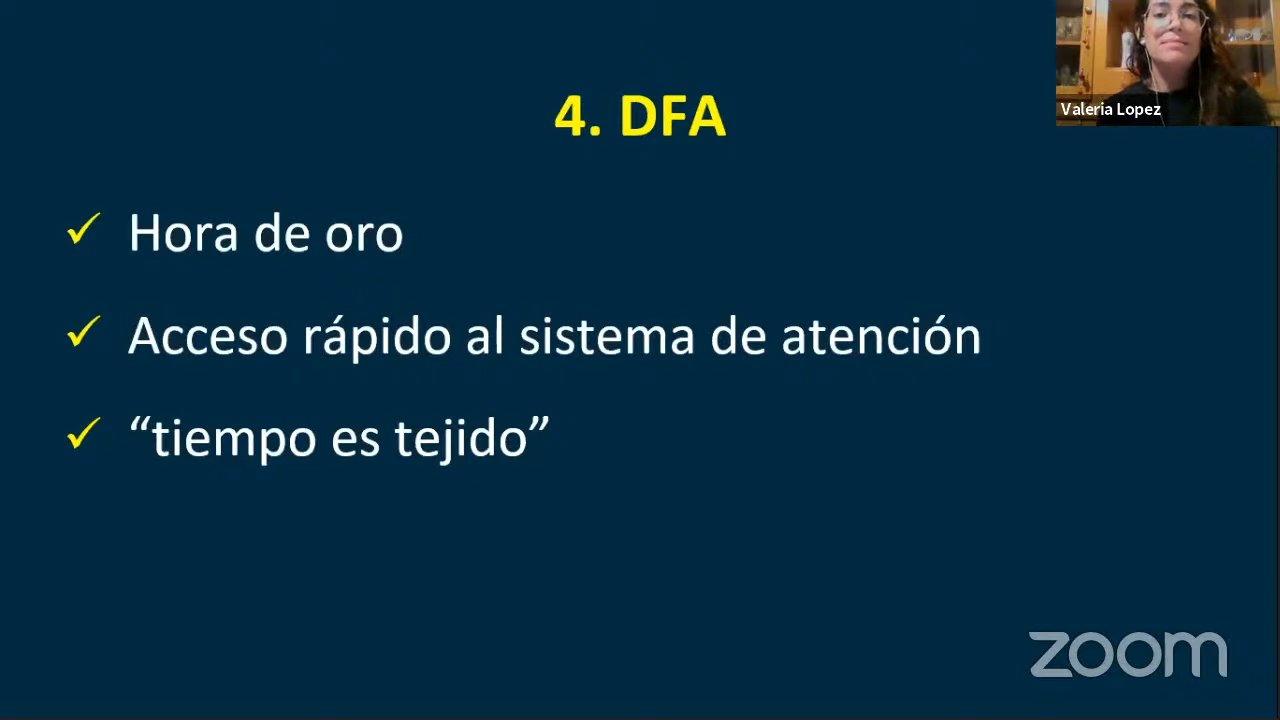 Valeria Lopez
4. DFA
✓ Hora de oro
✓ Acceso rápido al sistema de atención
✓ “tiempo es tejido”
zoom